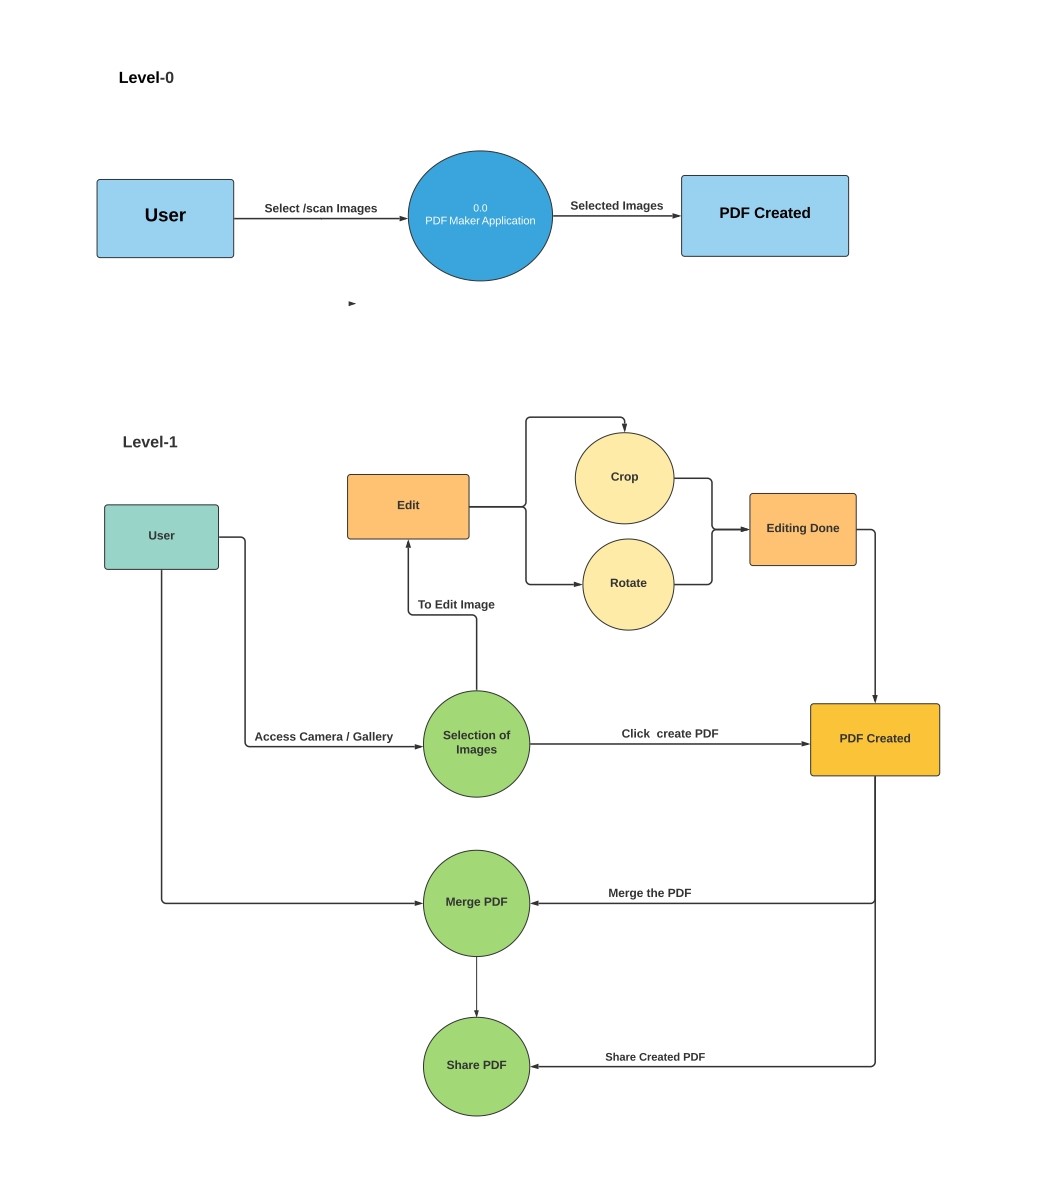 Level-0
User
Select /scan Images
0.0
PDF Maker Application
Selected Images
PDF Created
Level-1
User
Edit
Crop
Rotate
Editing Done
To Edit Image
Access Camera / Gallery
Selection of
Images
Click create PDF
PDF Created
Merge PDF
Merge the PDF
Share PDF
Share Created PDF